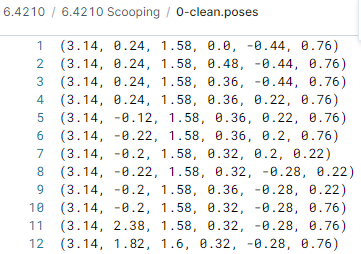 6.4210 / 6.4210 Scooping / 0-clean.poses
1 (3.14, 0.24, 1.58, 0.0, -0.44, 0.76)
2 (3.14, 0.24, 1.58, 0.48, -0.44, 0.76)
3 (3.14, 0.24, 1.58, 0.36, -0.44, 0.76)
4 (3.14, 0.24, 1.58, 0.36, 0.22, 0.76)
5 (3.14, -0.12, 1.58, 0.36, 0.22, 0.76)
6 (3.14, -0.22, 1.58, 0.36, 0.2, 0.76)
7 (3.14, -0.2, 1.58, 0.32, 0.2, 0.22)
8 (3.14, -0.22, 1.58, 0.32, -0.28, 0.22)
9 (3.14, -0.2, 1.58, 0.36, -0.28, 0.22)
10 (3.14, -0.2, 1.58, 0.32, -0.28, 0.76)
11 (3.14, 2.38, 1.58, 0.32, -0.28, 0.76)
12 (3.14, 1.82, 1.6, 0.32, -0.28, 0.76)